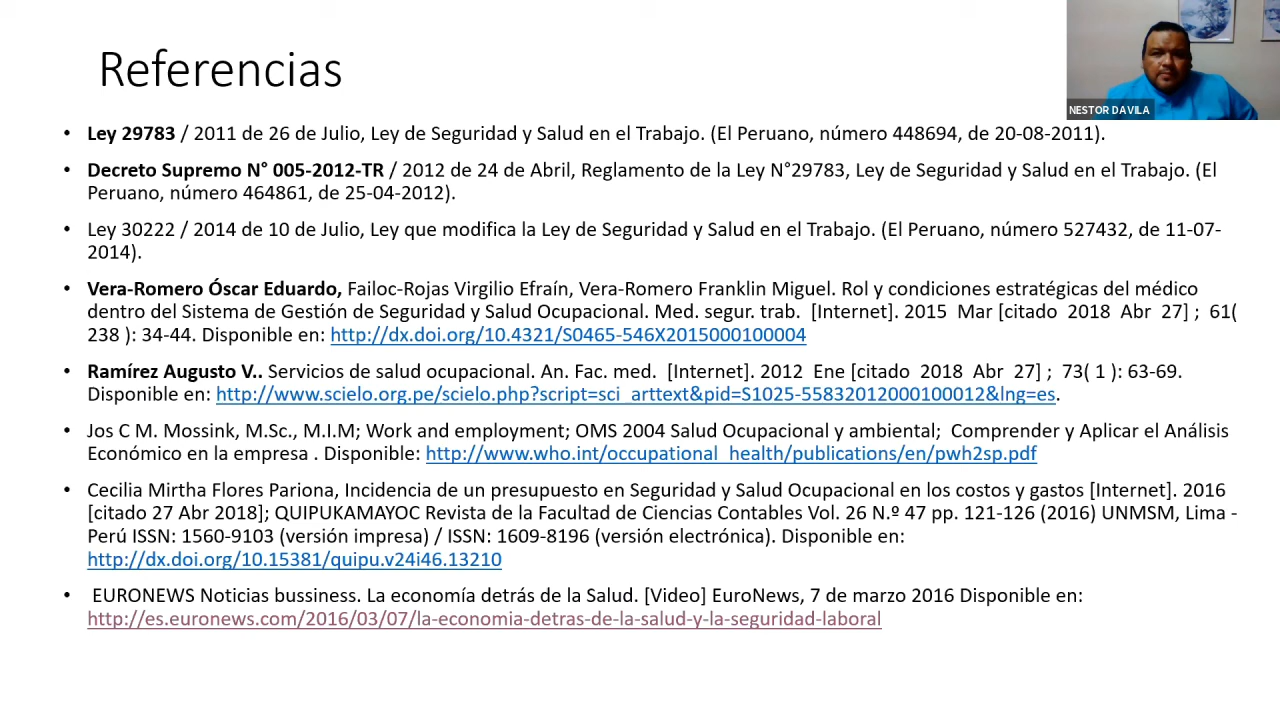 Referencias
NESTOR DAVILA
• Ley 29783 / 2011 de 26 de Julio, Ley de Seguridad y Salud en el Trabajo. (El Peruano, número 448694, de 20-08-2011).
• Decreto Supremo N° 005-2012-TR / 2012 de 24 de Abril, Reglamento de la Ley N°29783, Ley de Seguridad y Salud en el Trabajo. (El
Peruano, número 464861, de 25-04-2012).
• Ley 30222 / 2014 de 10 de Julio, Ley que modifica la Ley de Seguridad y Salud en el Trabajo. (El Peruano, número 527432, de 11-07-
2014).
• Vera-Romero Óscar Eduardo, Failoc-Rojas Virgilio Efraín, Vera-Romero Franklin Miguel. Rol y condiciones estratégicas del médico
dentro del Sistema de Gestión de Seguridad y Salud Ocupacional. Med. segur. trab. [Internet]. 2015 Mar [citado 2018 Abr 27] ; 61(
238 ): 34-44. Disponible en: http://dx.doi.org/10.4321/S0465-546X2015000100004
• Ramírez Augusto V.. Servicios de salud ocupacional. An. Fac. med. [Internet]. 2012 Ene [citado 2018 Abr 27] ; 73( 1 ): 63-69.
Disponible en: http://www.scielo.org.pe/scielo.php?script=sci_arttext&pid=S1025-55832012000100012&lng=es.
• Jos C M. Mossink, M.Sc., M.I.M; Work and employment; OMS 2004 Salud Ocupacional y ambiental; Comprender y Aplicar el Análisis
Económico en la empresa . Disponible: http://www.who.int/occupational_health/publications/en/pwh2sp.pdf
• Cecilia Mirtha Flores Pariona, Incidencia de un presupuesto en Seguridad y Salud Ocupacional en los costos y gastos [Internet]. 2016
[citado 27 Abr 2018]; QUIPUKAMAYOC Revista de la Facultad de Ciencias Contables Vol. 26 N.º 47 pp. 121-126 (2016) UNMSM, Lima -
Perú ISSN: 1560-9103 (versión impresa) / ISSN: 1609-8196 (versión electrónica). Disponible en:
http://dx.doi.org/10.15381/quipu.v24i46.13210
• EURONEWS Noticias bussiness. La economía detrás de la Salud. [Video] EuroNews, 7 de marzo 2016 Disponible en:
http://es.euronews.com/2016/03/07/la-economia-detras-de-la-salud-y-la-seguridad-laboral